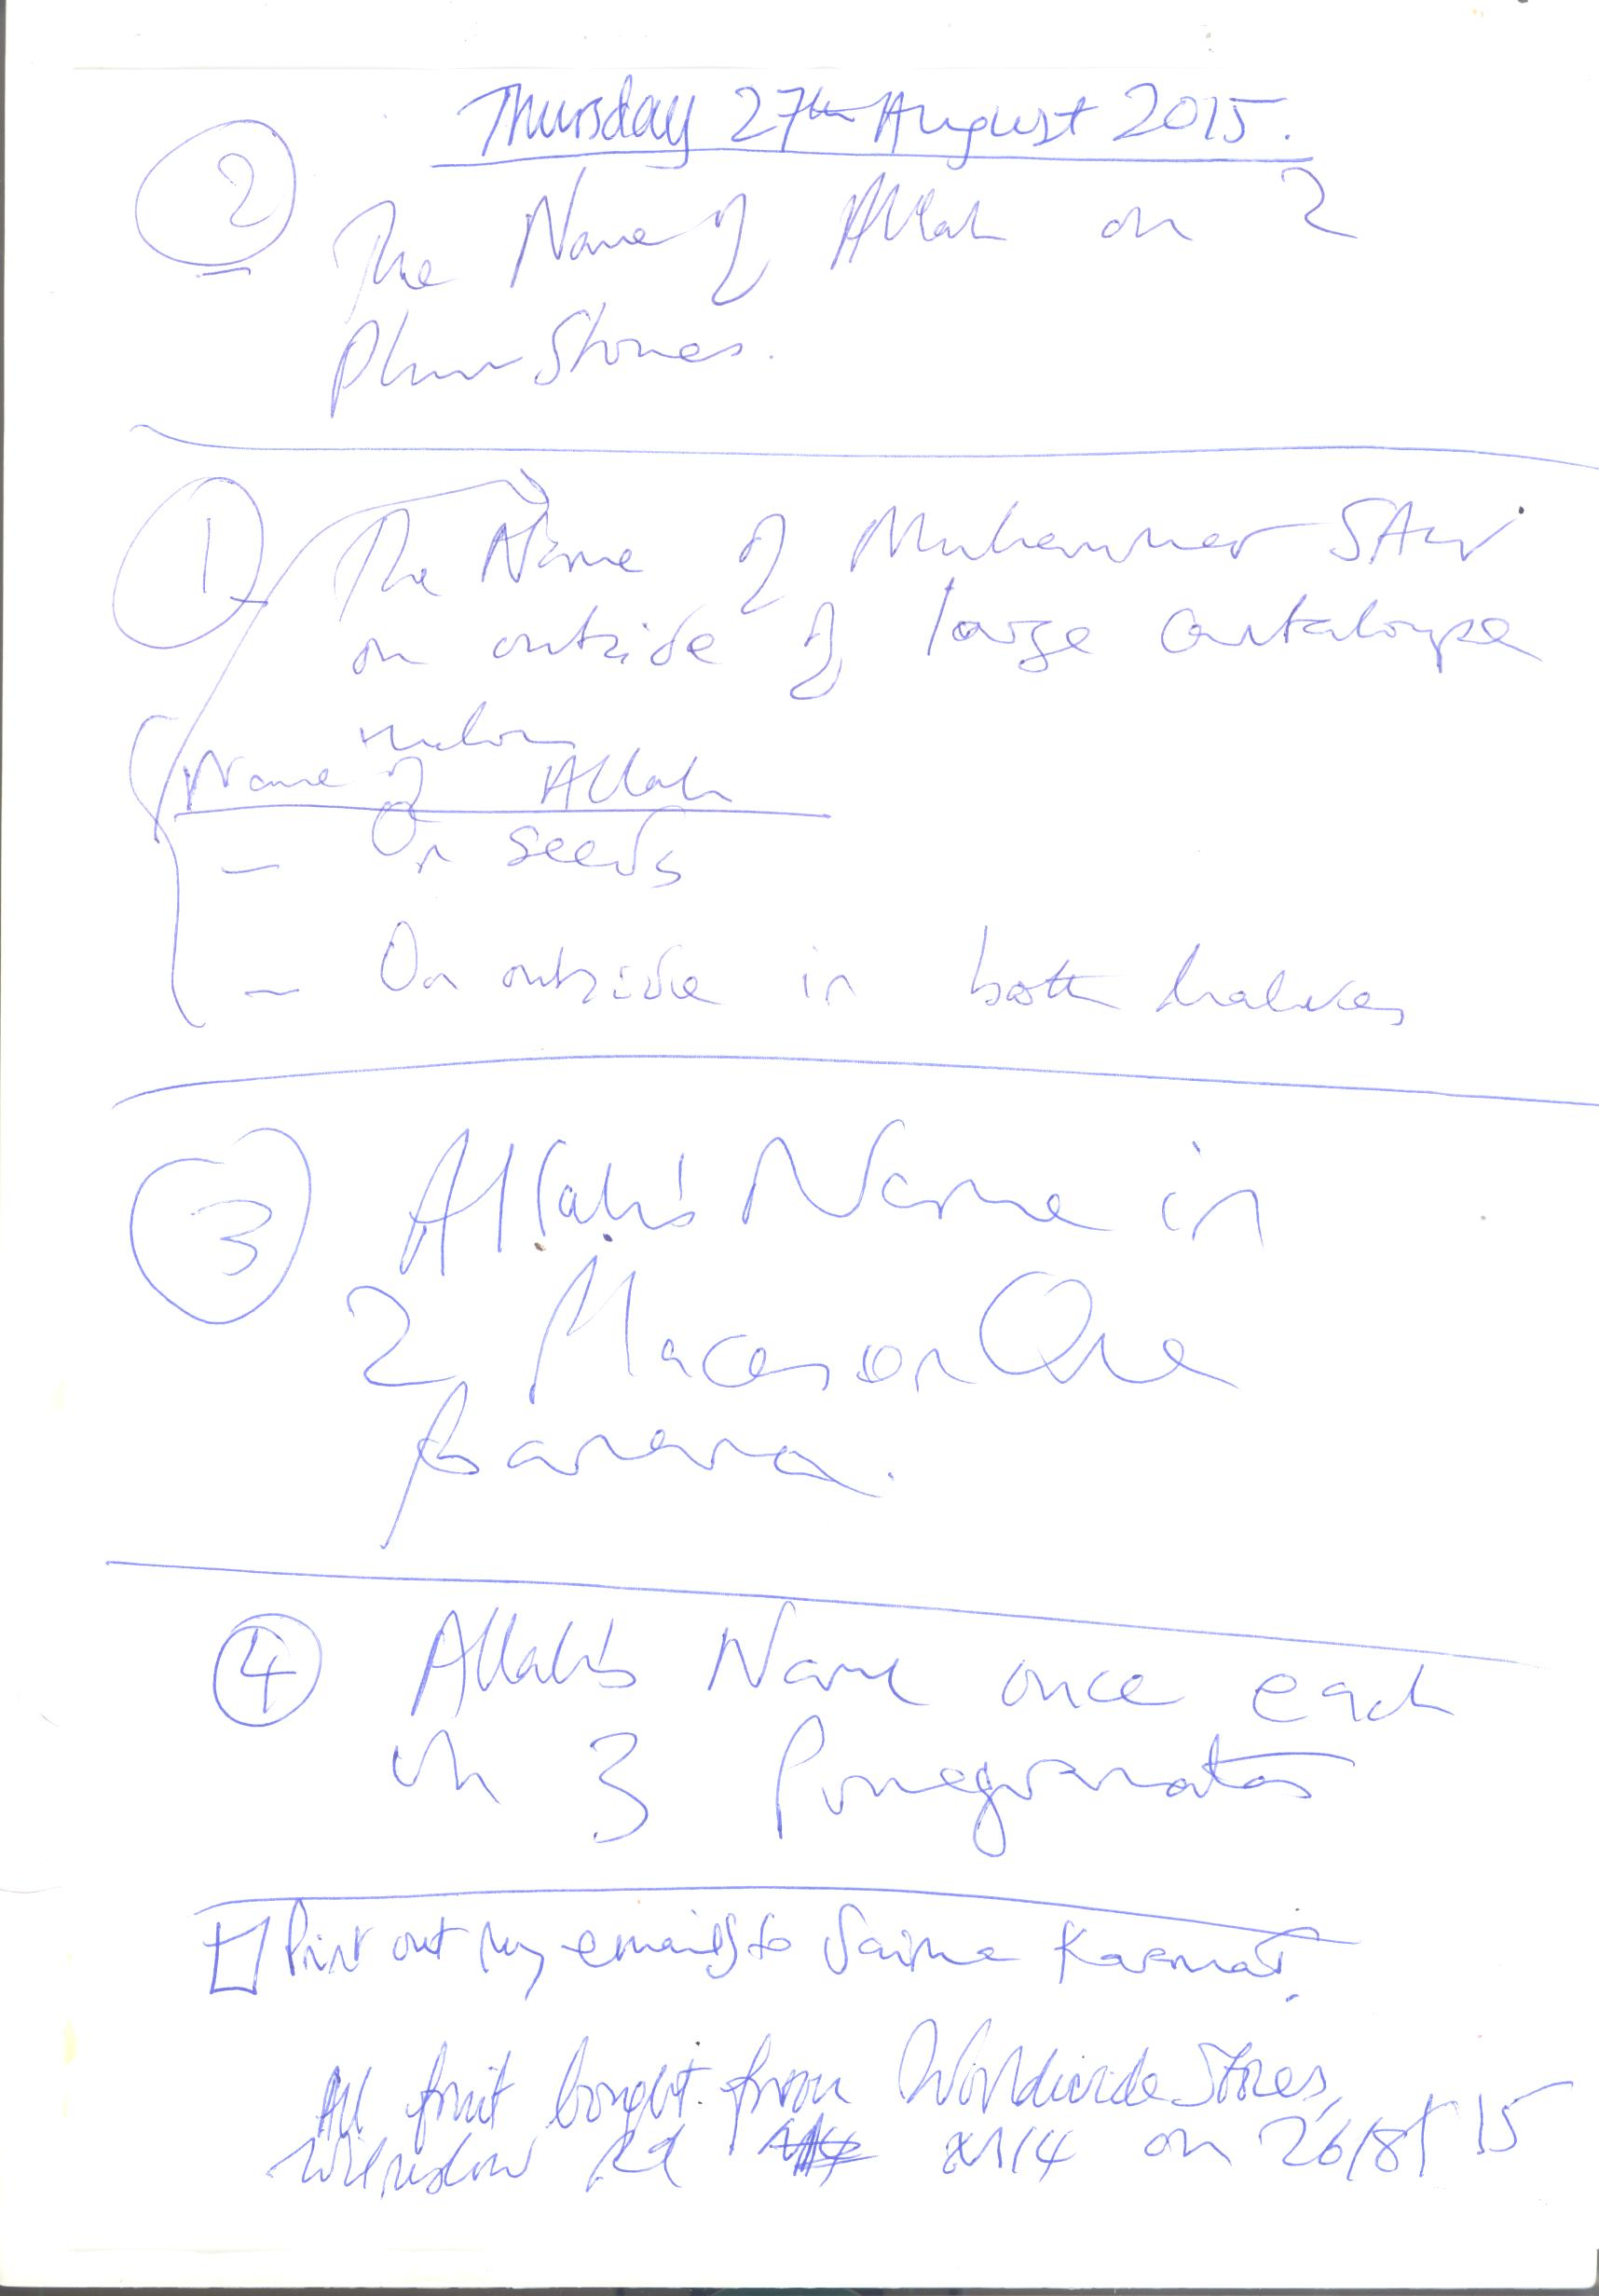 Thursday 27th August 2015.
② The Name of Allah on 2
Plum Stones.
① The Name of Muhammed SAW
on outside of large cantaloupe
melon
Name of Allah
- On seeds
- On outside in both halves
③ Allah's Name in
2 Places on One
banana.
④ Allah's Name once each
on 3 Pomegranates
□ Print out my emails to Saima
All fruit bought from Worldwide Stores,
Wilmslow Rd M14 on 26/8/15